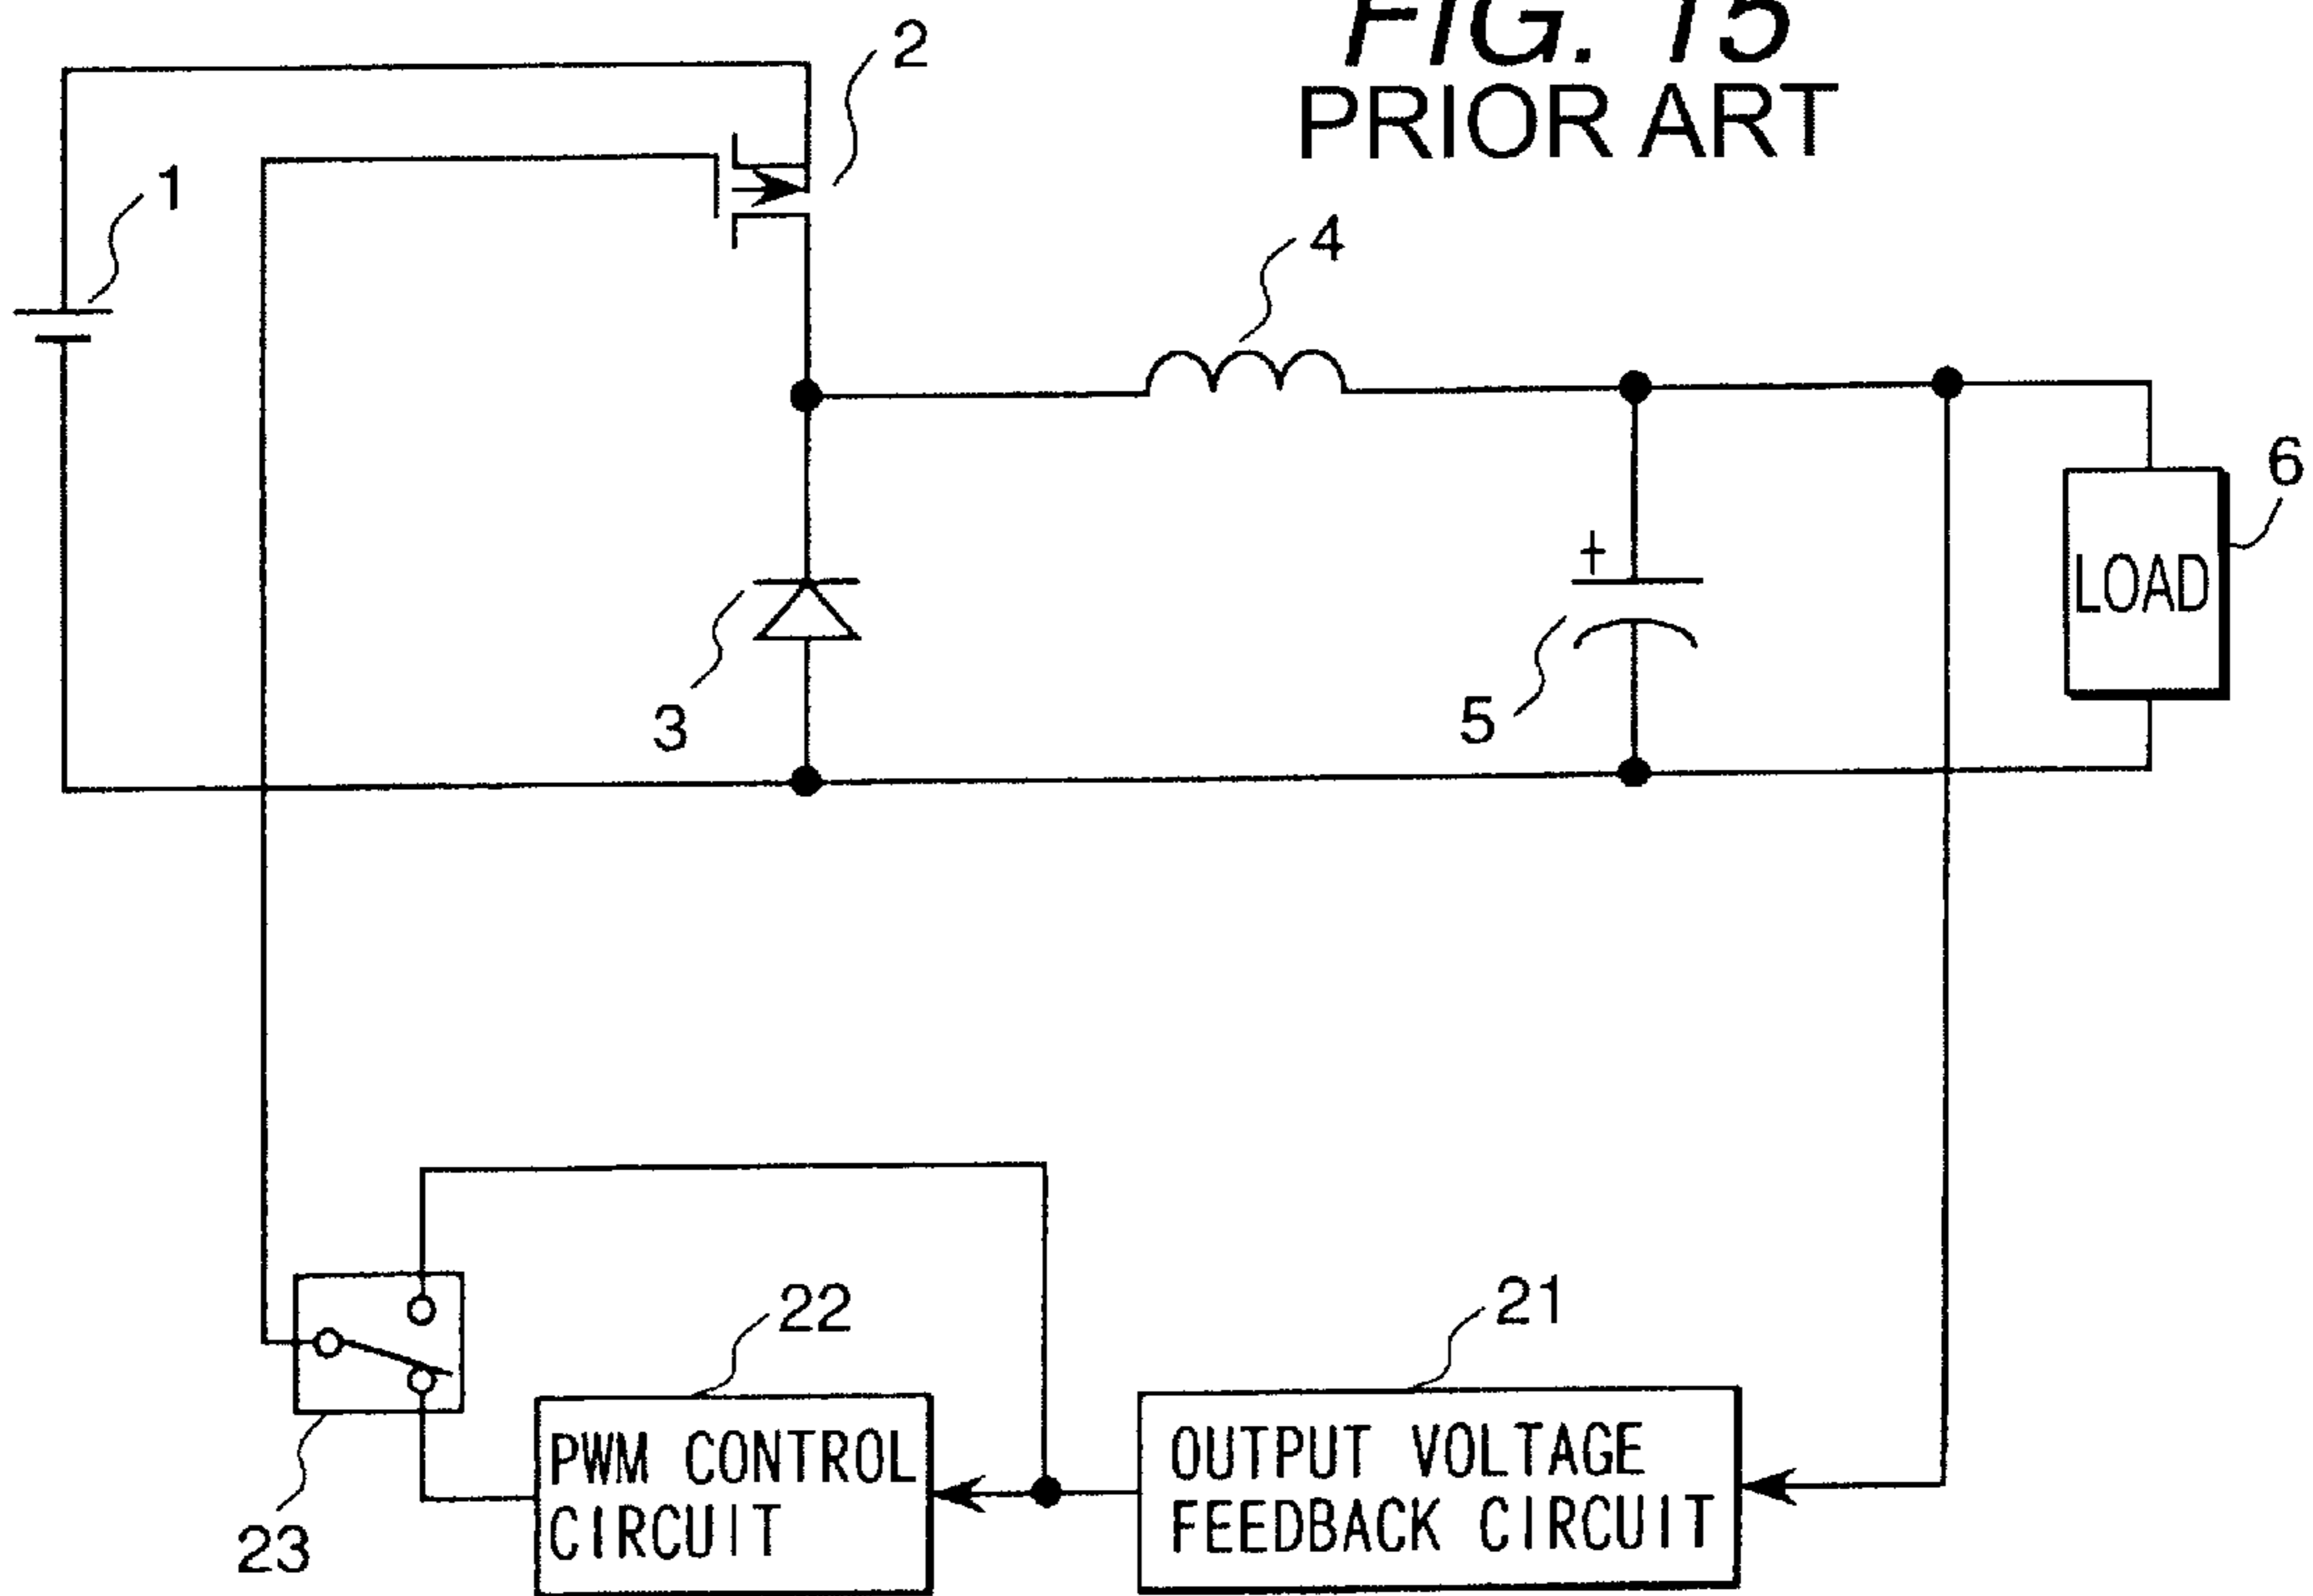 FIG. 15
PRIOR ART
2
1
4
6
LOAD
+
3
5
22
21
PWM CONTROL
CIRCUIT
OUTPUT VOLTAGE
FEEDBACK CIRCUIT
23